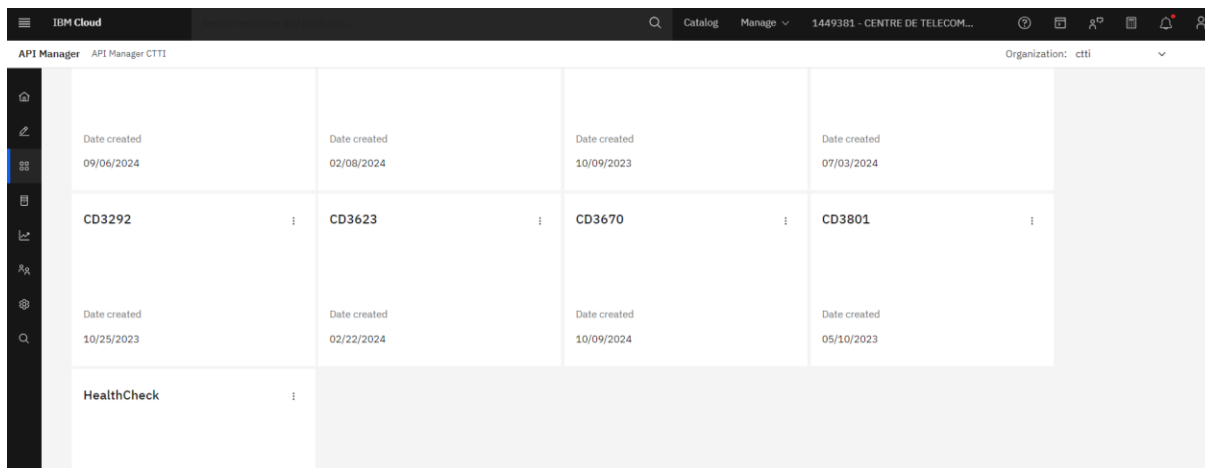 IBM Cloud
Catalog
Manage
1449381 - CENTRE DE TELECOM...
API Manager API Manager CTTI
Organization: ctti
Date created
09/06/2024
Date created
02/08/2024
Date created
10/09/2023
Date created
07/03/2024
CD3292
Date created
10/25/2023
CD3623
Date created
02/22/2024
CD3670
Date created
10/09/2024
CD3801
Date created
05/10/2023
HealthCheck